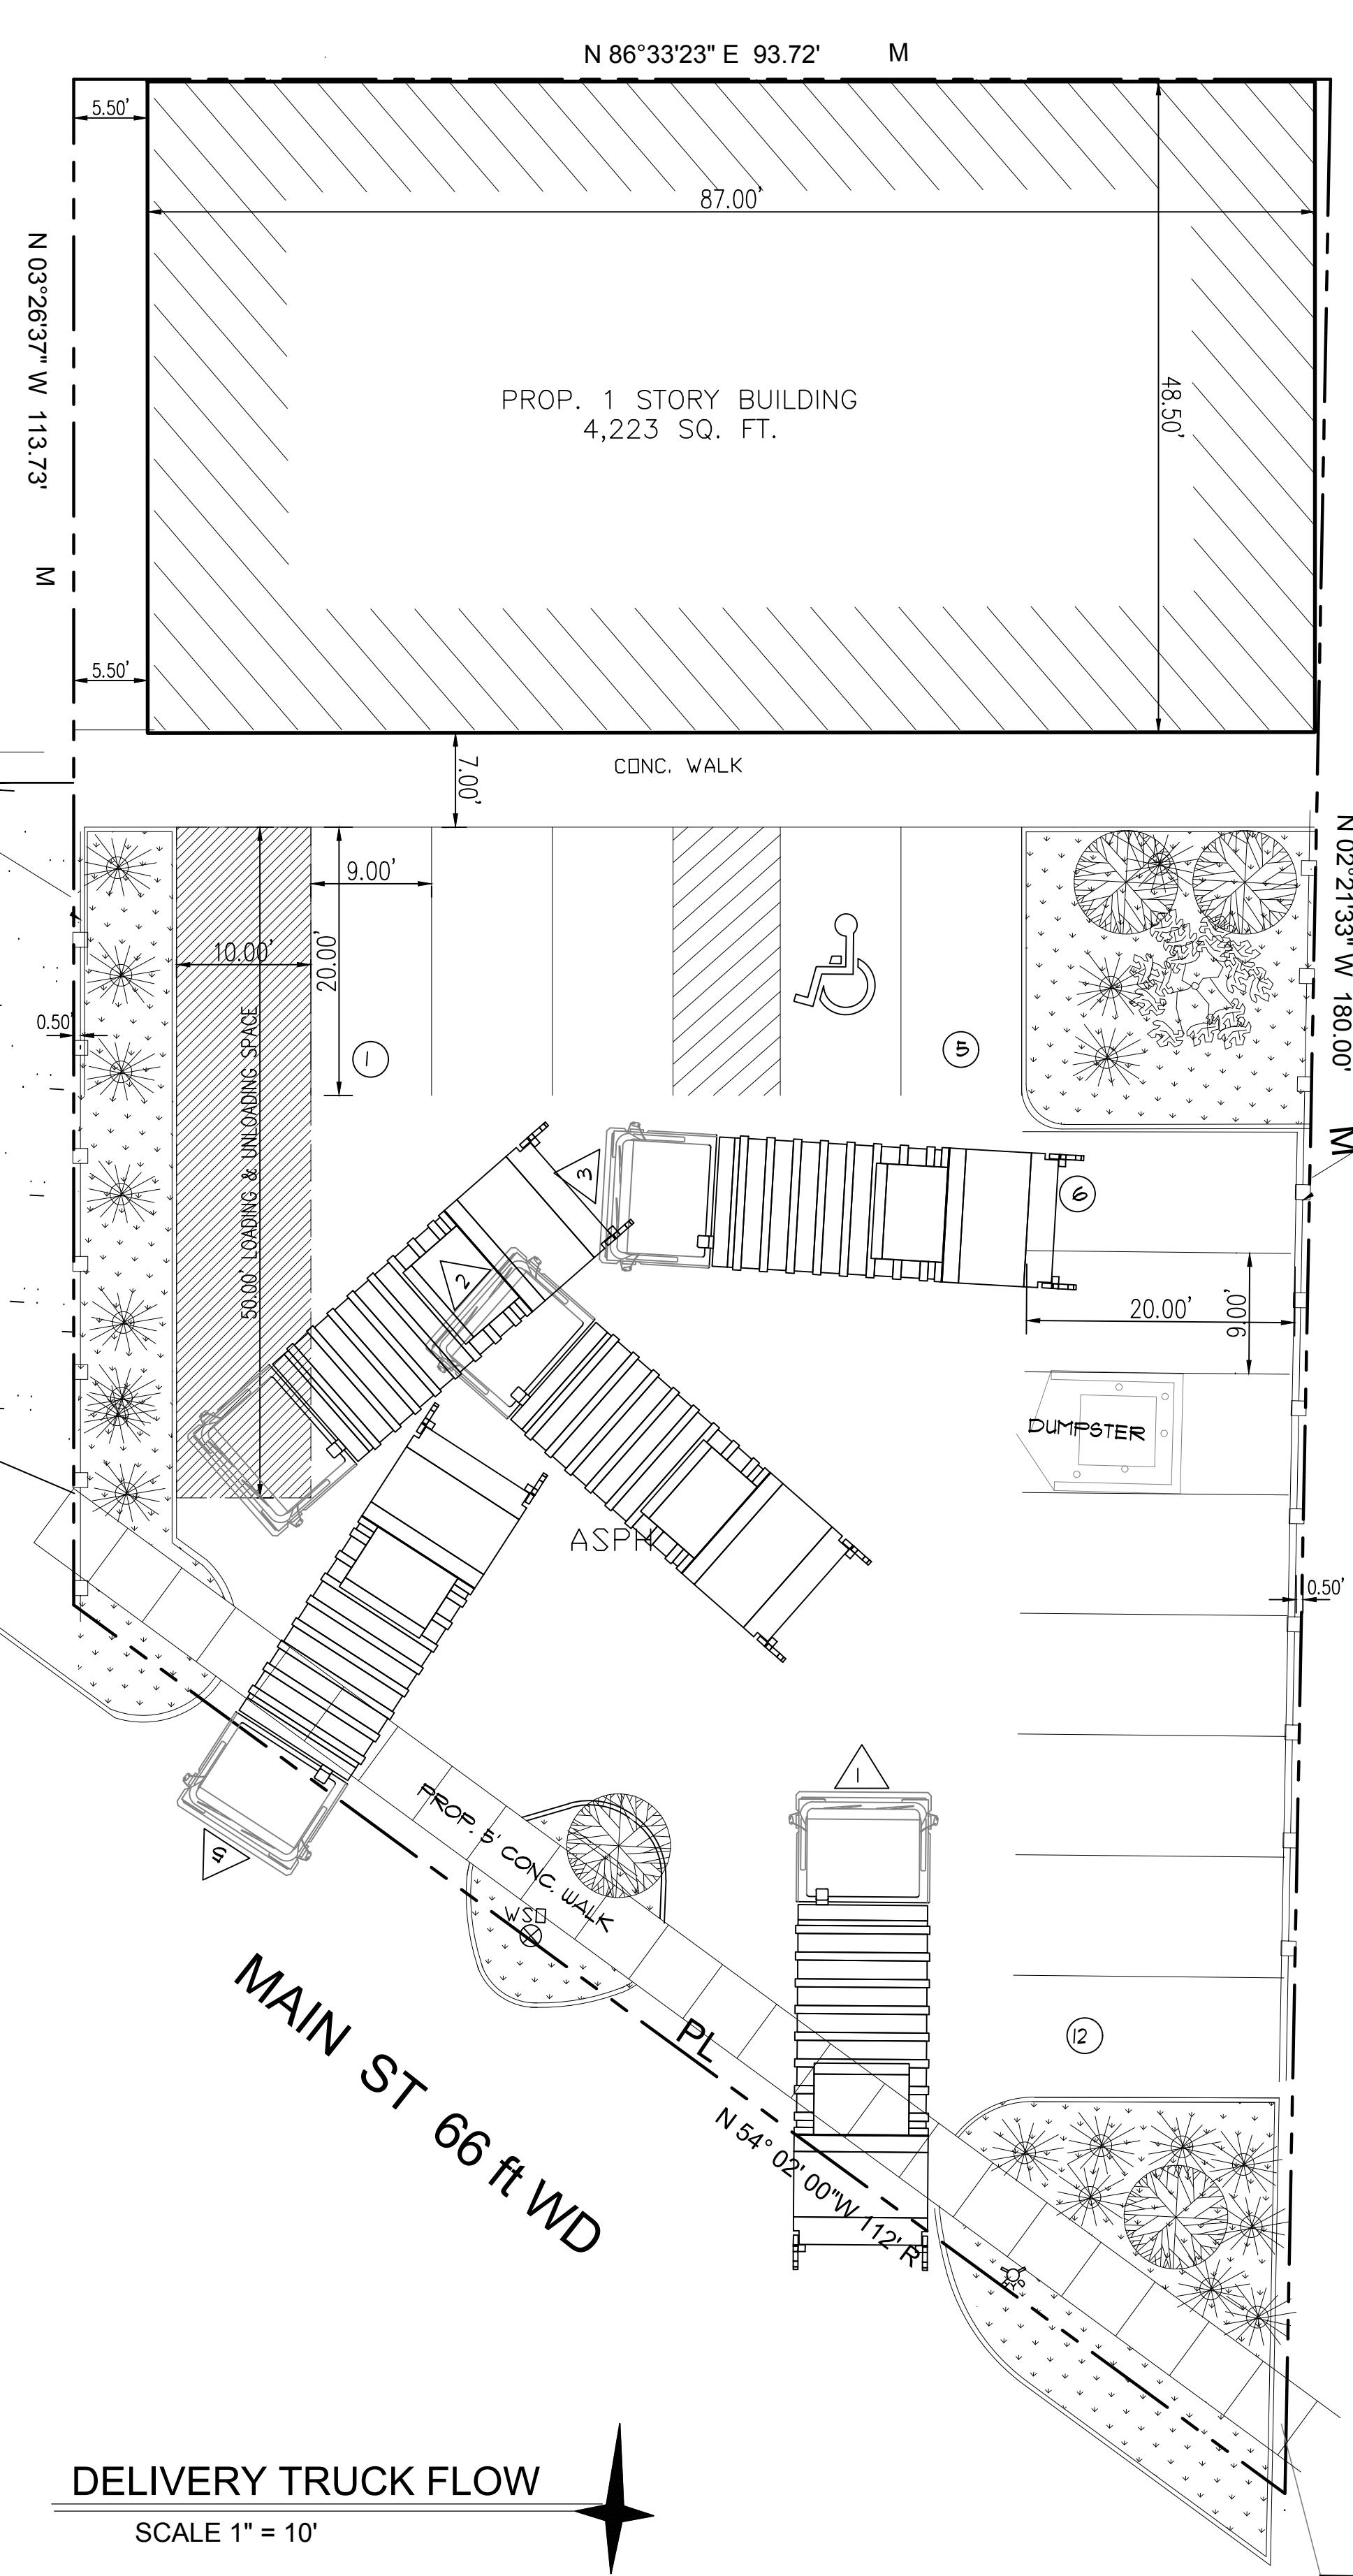 N 86°33'23" E 93.72' M
5.50'
87.00'
N 03°26'37" W 113.73' M
PROP. 1 STORY BUILDING
4,223 SQ. FT.
48.50'
5.50'
7.00'
CONC. WALK
N 02°21'33" W 180.00' M
9.00'
10.00'
20.00'
0.50'
50.00' LOADING & UNLOADING SPACE
1
5
3
6
2
20.00'
9.00'
DUMPSTER
ASPH
0.50'
1
PROP. 5' CONC. WALK
5
WSO
MAIN ST 66 ft WD
PL
12
N 54° 02' 00"W 112' R
HYD
DELIVERY TRUCK FLOW
SCALE 1" = 10'